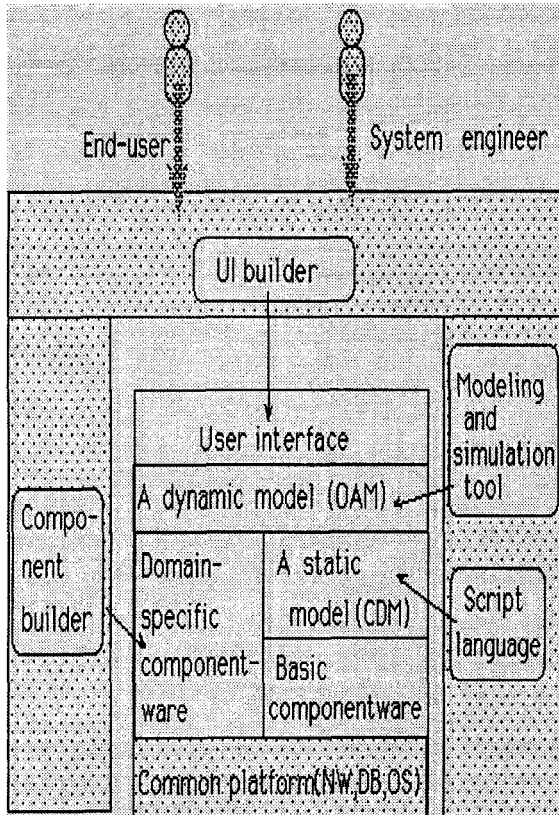 End-user
System engineer
UI builder
User interface
A dynamic model (OAM)
Modeling
and
simulation
tool
Compo-
nent
builder
Domain-
specific
component-
ware
A static
model (CDM)
Script
language
Basic
componentware
Common platform(NW,DB,OS)